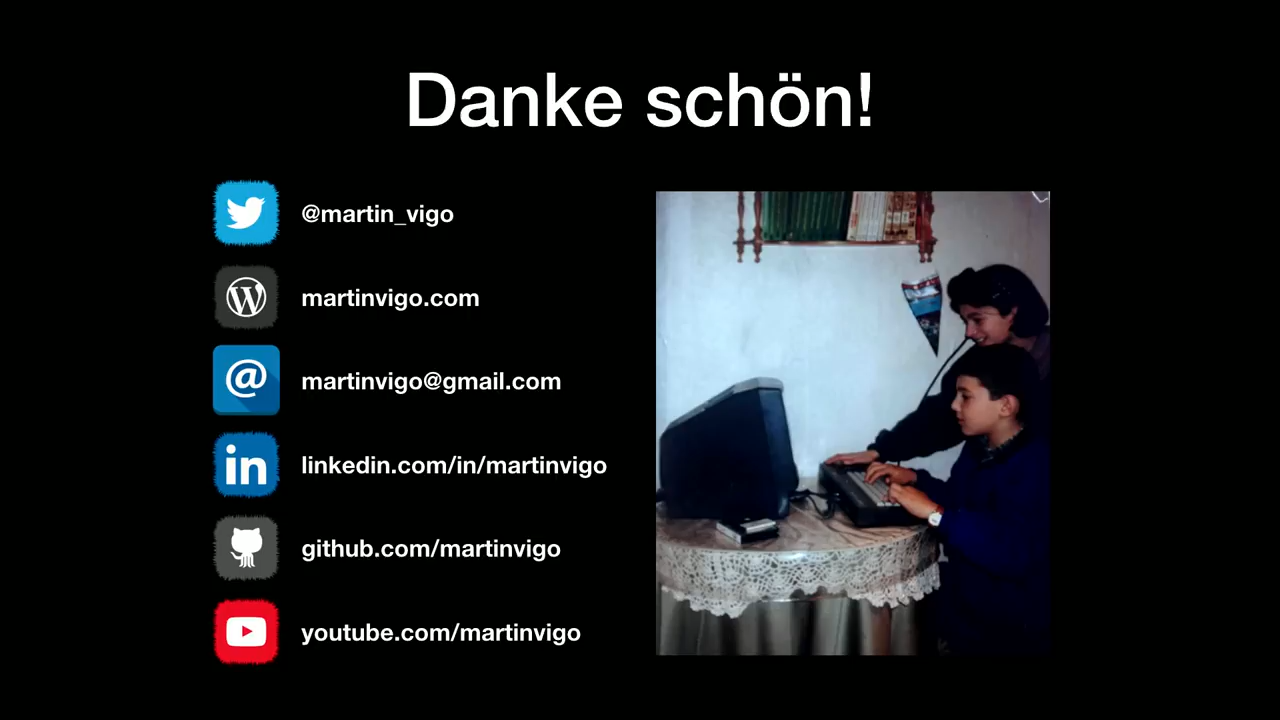 Danke schön!
@martin_vigo
martinvigo.com
martinvigo@gmail.com
linkedin.com/in/martinvigo
github.com/martinvigo
youtube.com/martinvigo